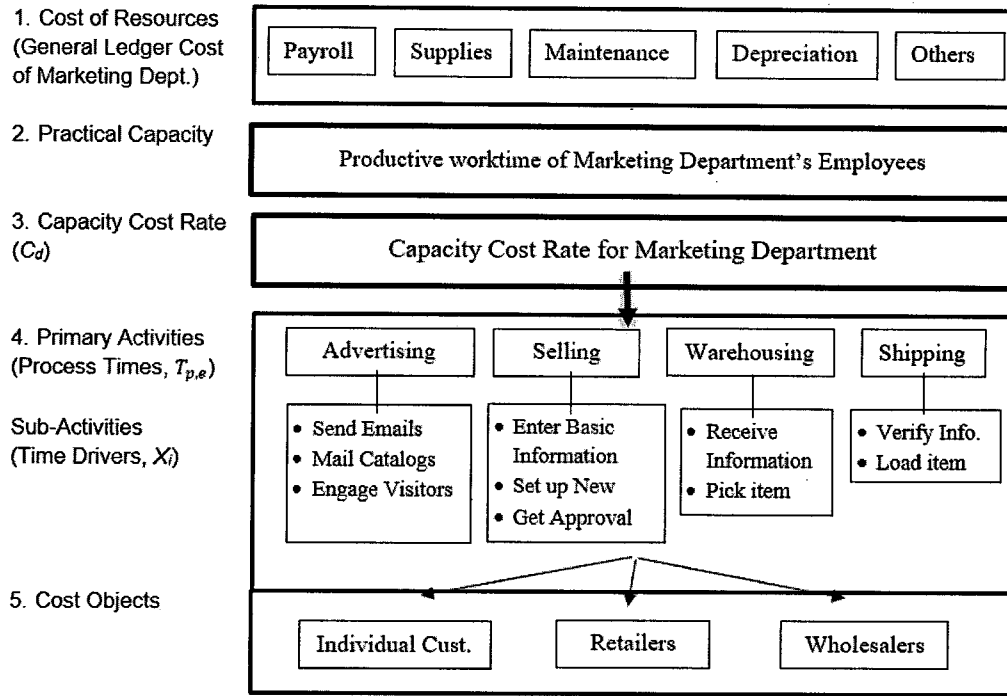 1. Cost of Resources
(General Ledger Cost
of Marketing Dept.)
Payroll
Supplies
Maintenance
Depreciation
Others
2. Practical Capacity
Productive worktime of Marketing Department's Employees
3. Capacity Cost Rate
(Cd)
Capacity Cost Rate for Marketing Department
4. Primary Activities
(Process Times, Tp,e)
Advertising
Selling
Warehousing
Shipping
Sub-Activities
(Time Drivers, Xi)
• Send Emails
• Mail Catalogs
• Engage Visitors
• Enter Basic
Information
• Set up New
• Get Approval
• Receive
Information
• Pick item
• Verify Info.
• Load item
5. Cost Objects
Individual Cust.
Retailers
Wholesalers